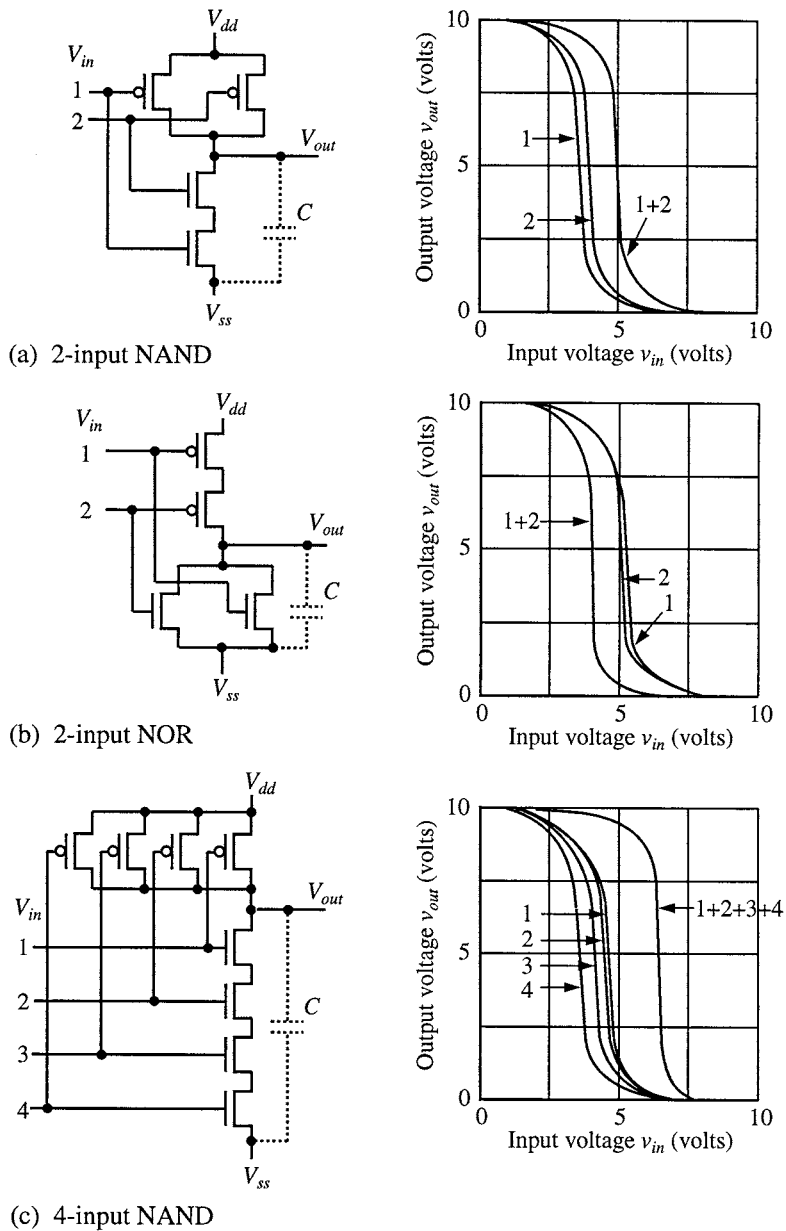 V_dd
V_in
1
2
V_out
C
V_ss
(a) 2-input NAND
Output voltage v_out (volts)
10
5
0
1
2
1+2
0
5
10
Input voltage v_in (volts)
V_dd
V_in
1
2
V_out
C
V_ss
(b) 2-input NOR
Output voltage v_out (volts)
10
5
0
1+2
2
1
0
5
10
Input voltage v_in (volts)
V_dd
V_in
V_out
1
2
3
4
C
V_ss
(c) 4-input NAND
Output voltage v_out (volts)
10
5
0
1
2
3
4
1+2+3+4
0
5
10
Input voltage v_in (volts)